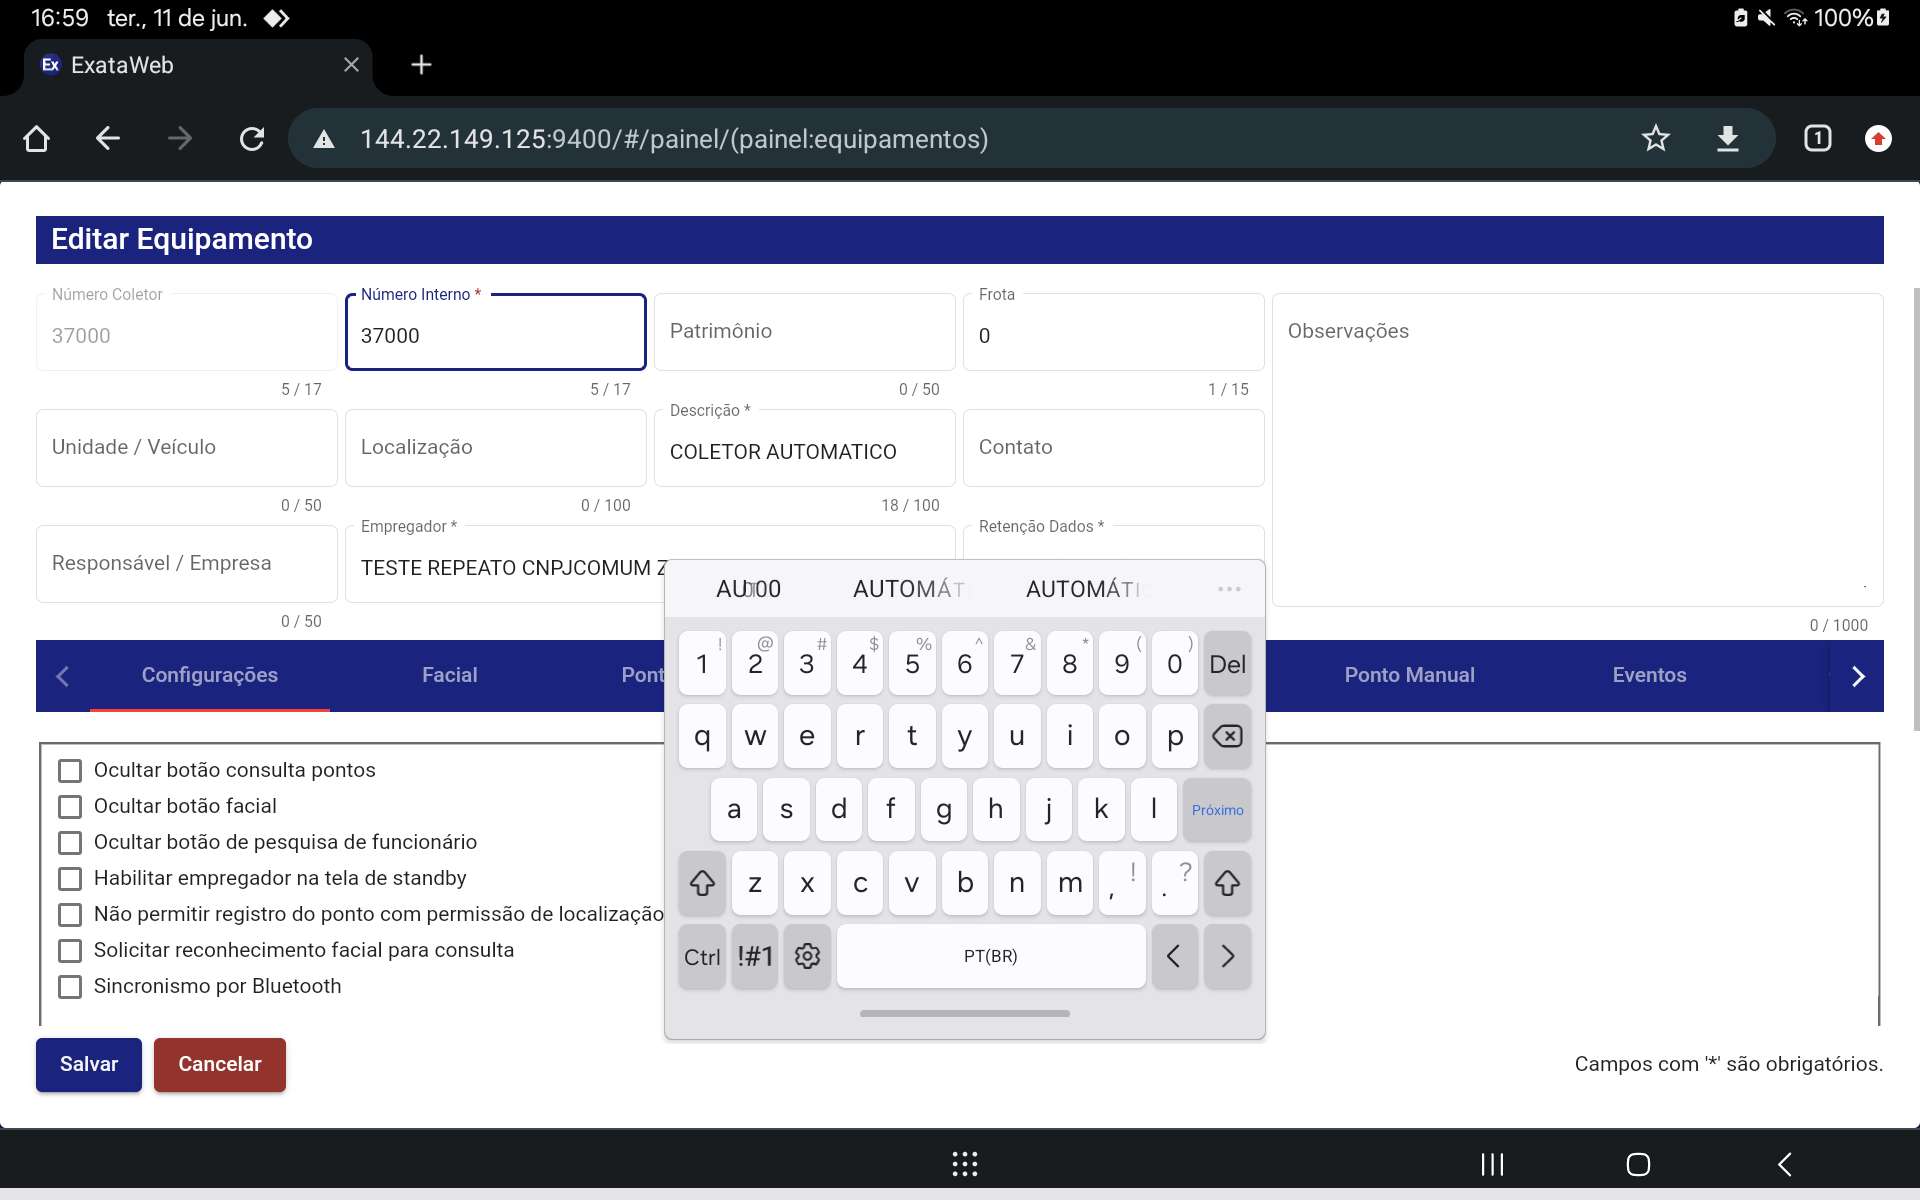 16:59 ter., 11 de jun. 100%
Ex ExataWeb
144.22.149.125:9400/#/painel/(painel:equipamentos) 1
Editar Equipamento
Número Coletor Número Interno * Frota
37000 37000 Patrimônio 0 Observações
5 / 17 5 / 17 0 / 50 1 / 15
Descrição *
Unidade / Veículo Localização COLETOR AUTOMATICO Contato
0 / 50 0 / 100 18 / 100
Empregador * Retenção Dados *
Responsável / Empresa TESTE REPEATO CNPJCOMUM
0 / 50 0 / 1000
AUTOMÁT AUTOMÁTIC ...
Configurações Facial Pont Ponto Manual Eventos
! @ # $ % ^ & * ( )
1 2 3 4 5 6 7 8 9 0 Del
q w e r t y u i o p
a s d f g h j k l Próximo
z x c v b n m , ! . ?
Ctrl !#1 PT(BR) < >
Ocultar botão consulta pontos
Ocultar botão facial
Ocultar botão de pesquisa de funcionário
Habilitar empregador na tela de standby
Não permitir registro do ponto com permissão de localização
Solicitar reconhecimento facial para consulta
Sincronismo por Bluetooth
Salvar Cancelar Campos com '*' são obrigatórios.